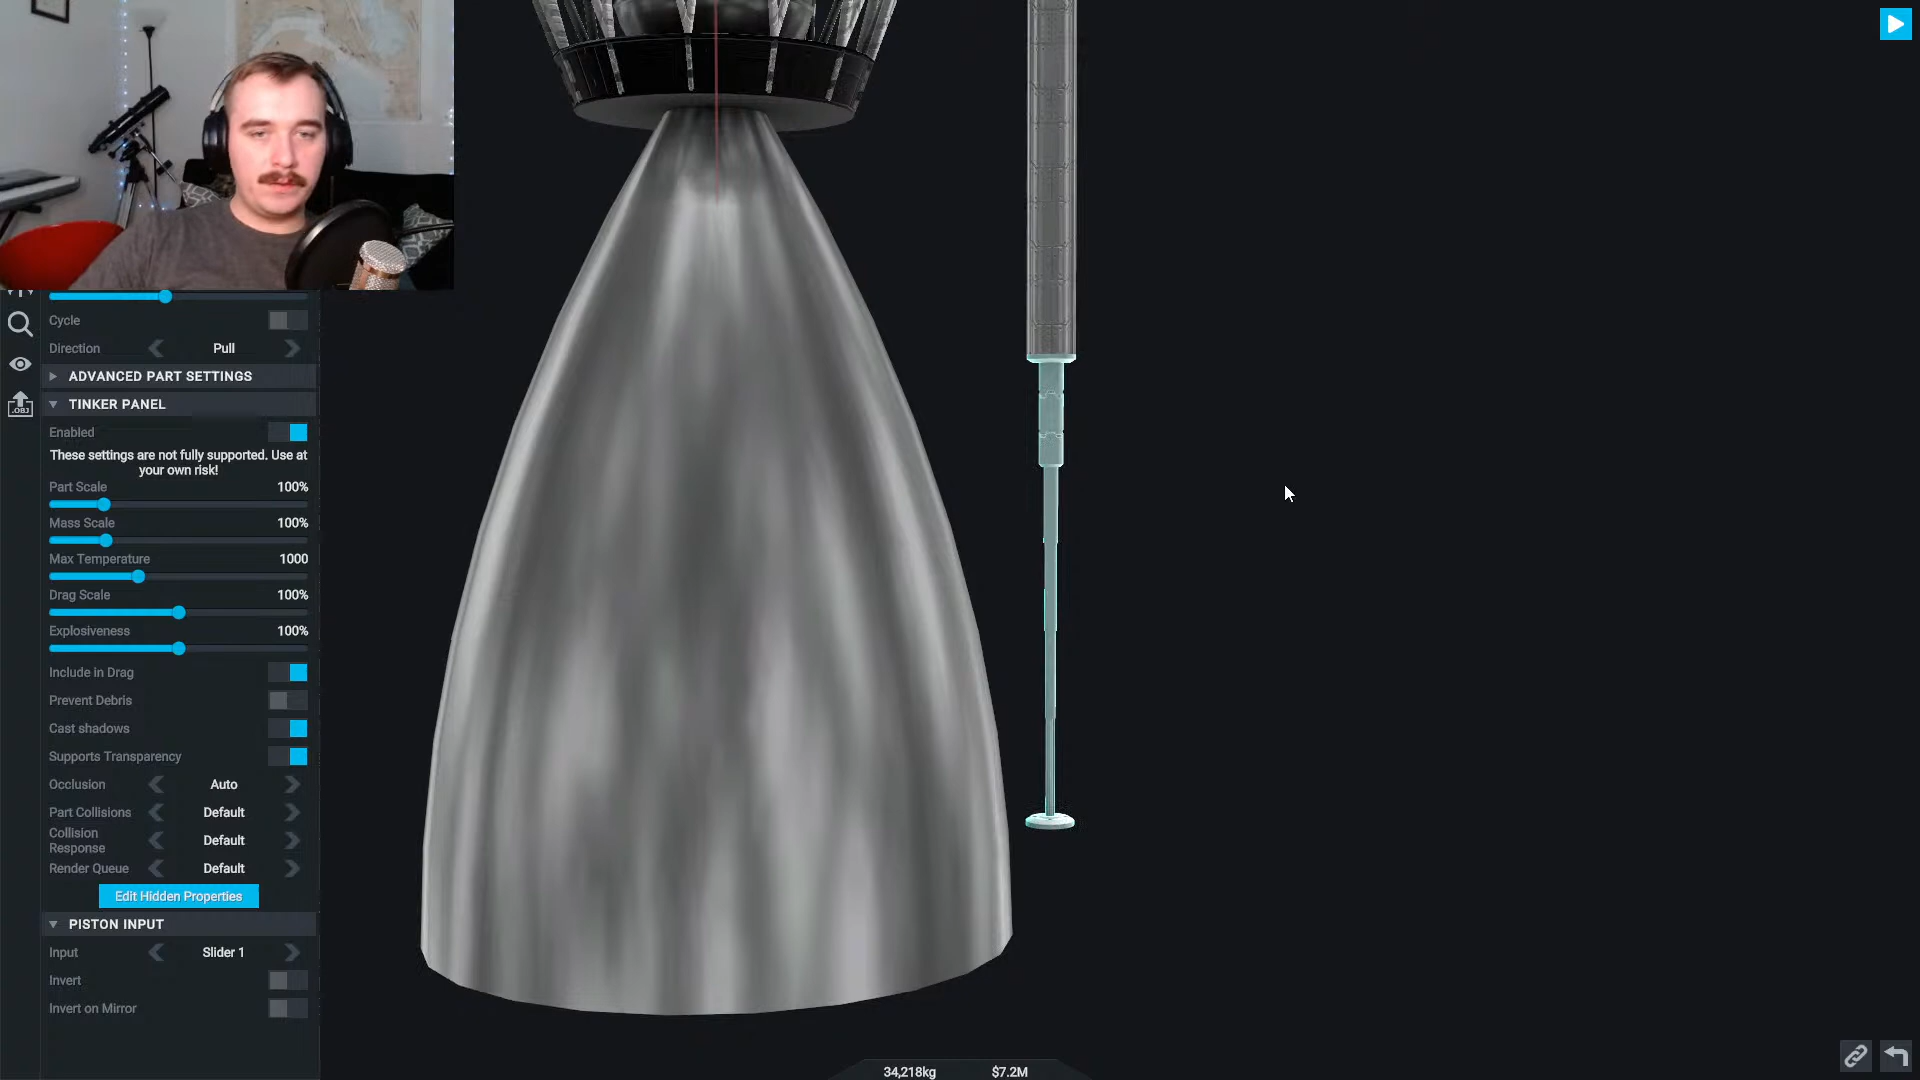 Cycle
Direction Pull
ADVANCED PART SETTINGS
TINKER PANEL
Enabled
These settings are not fully supported. Use at
your own risk!
Part Scale 100%
Mass Scale 100%
Max Temperature 1000
Drag Scale 100%
Explosiveness 100%
Include in Drag
Prevent Debris
Cast shadows
Supports Transparency
Occlusion Auto
Part Collisions Default
Collision
Response Default
Render Queue Default
Edit Hidden Properties
PISTON INPUT
Input Slider 1
Invert
Invert on Mirror
.OBJ
34,218kg $7.2M